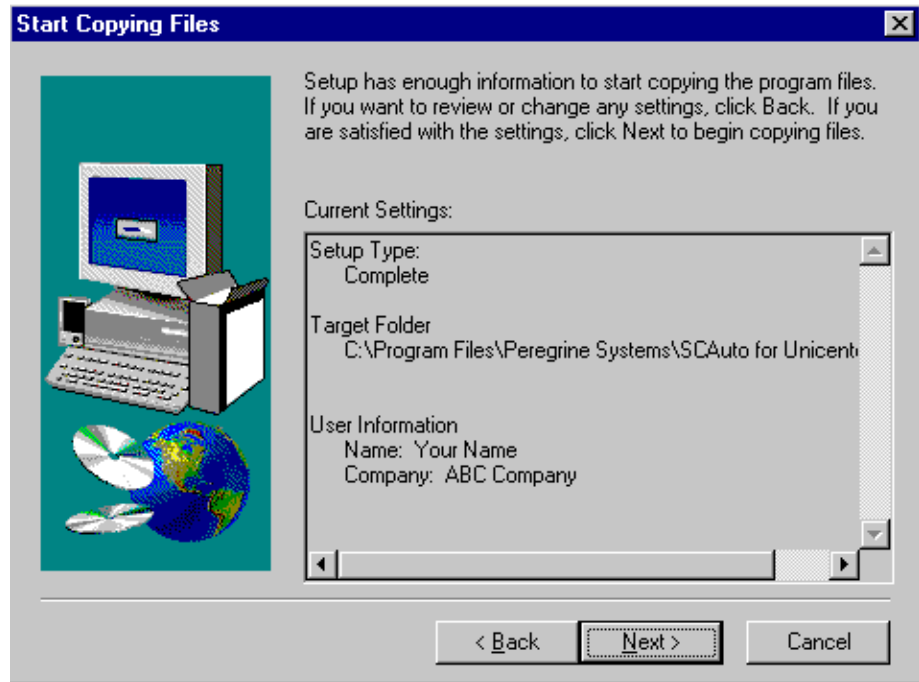 Start Copying Files
Setup has enough information to start copying the program files.
If you want to review or change any settings, click Back. If you
are satisfied with the settings, click Next to begin copying files.
Current Settings:
Setup Type:
Complete
Target Folder
C:\Program Files\Peregrine Systems\SCAuto for Unicent
User Information
Name: Your Name
Company: ABC Company
< Back
Next >
Cancel